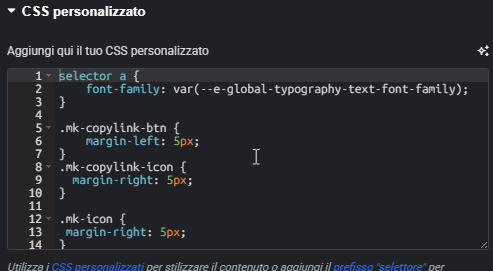 CSS personalizzato
Aggiungi qui il tuo CSS personalizzato
1 selector a {
2 font-family: var(--e-global-typography-text-font-family);
3 }
4
5 .mk-copylink-btn {
6 margin-left: 5px;
7 }
8 .mk-copylink-icon {
9 margin-right: 5px;
10 }
11
12 .mk-icon {
13 margin-right: 5px;
14 }
Utilizza i CSS personalizzati per stilizzare il contenuto o aggiungi il prefisso "selettore" per